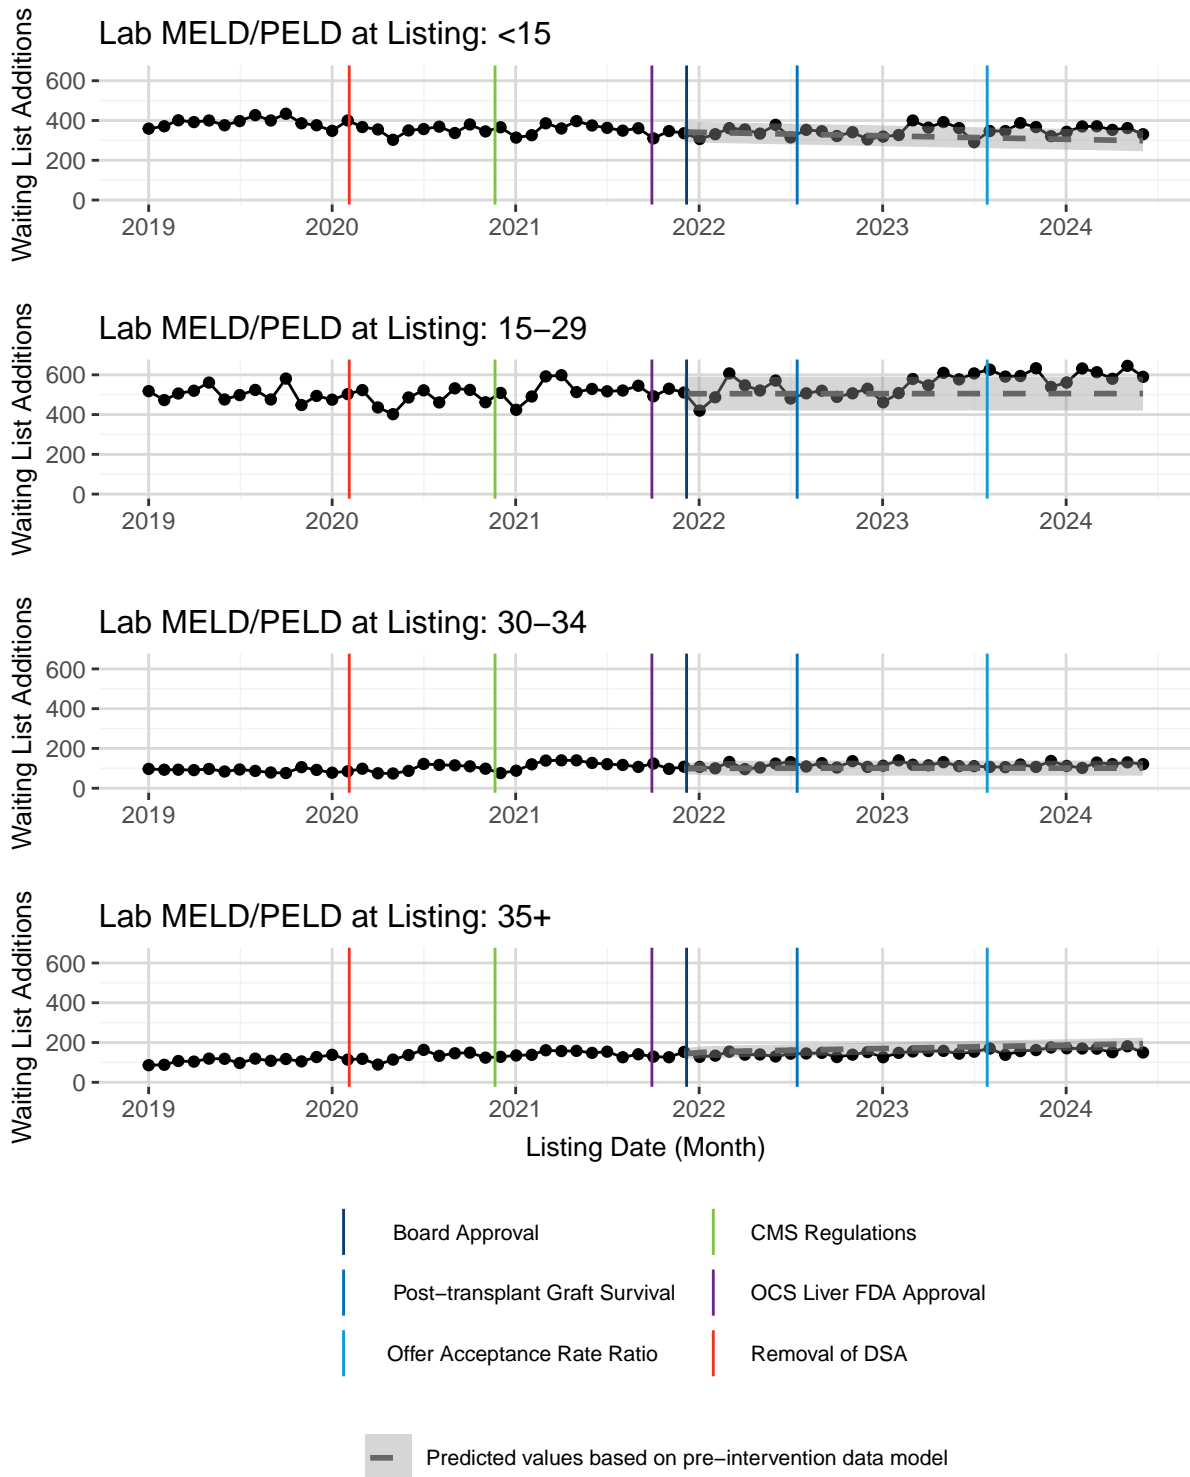 Lab MELD/PELD at Listing: <15
Waiting List Additions
600
400
200
0
2019 2020 2021 2022 2023 2024
Lab MELD/PELD at Listing: 15−29
Waiting List Additions
600
400
200
0
2019 2020 2021 2022 2023 2024
Lab MELD/PELD at Listing: 30−34
Waiting List Additions
600
400
200
0
2019 2020 2021 2022 2023 2024
Lab MELD/PELD at Listing: 35+
Waiting List Additions
600
400
200
0
2019 2020 2021 2022 2023 2024
Listing Date (Month)
Board Approval CMS Regulations
Post−transplant Graft Survival OCS Liver FDA Approval
Offer Acceptance Rate Ratio Removal of DSA
Predicted values based on pre−intervention data model